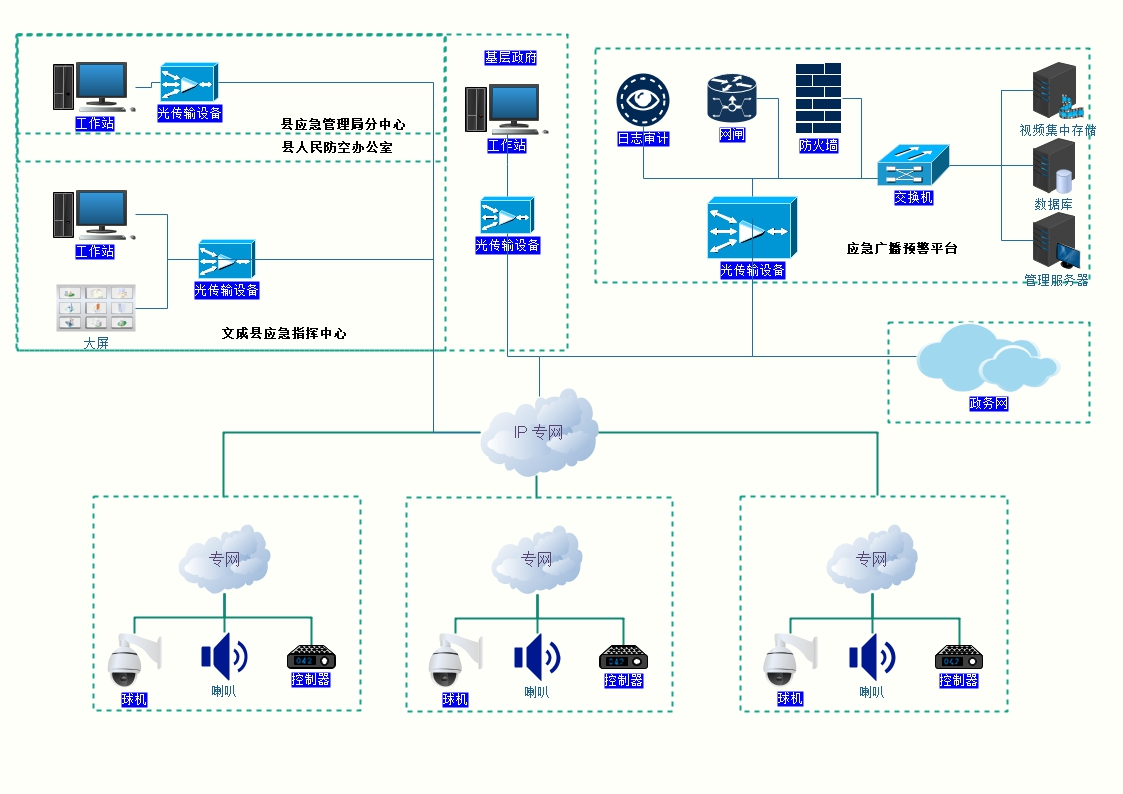 基层政府
工作站
光传输设备
县应急管理局分中心
县人民防空办公室
工作站
工作站
光传输设备
大屏
文成县应急指挥中心
光传输设备
日志审计
网闸
防火墙
交换机
视频集中存储
数据库
管理服务器
光传输设备
应急广播预警平台
政务网
IP 专网
专网
专网
专网
球机
喇叭
控制器
球机
喇叭
控制器
球机
喇叭
控制器